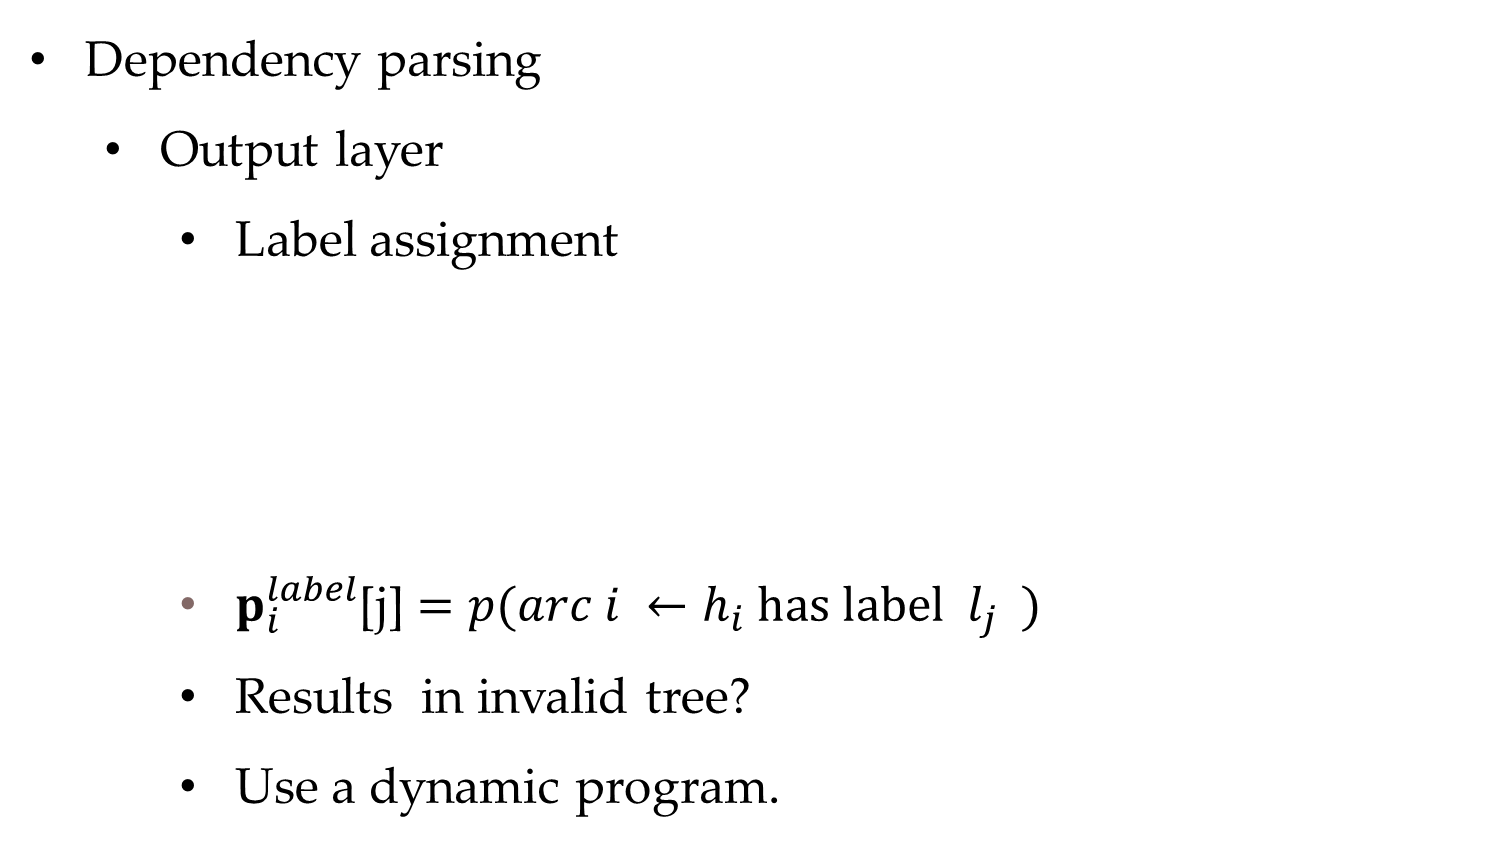 • Dependency parsing
• Output layer
• Label assignment
• 𝐩_i^{label}[j] = p(arc i ← h_i has label l_j )
• Results in invalid tree?
• Use a dynamic program.